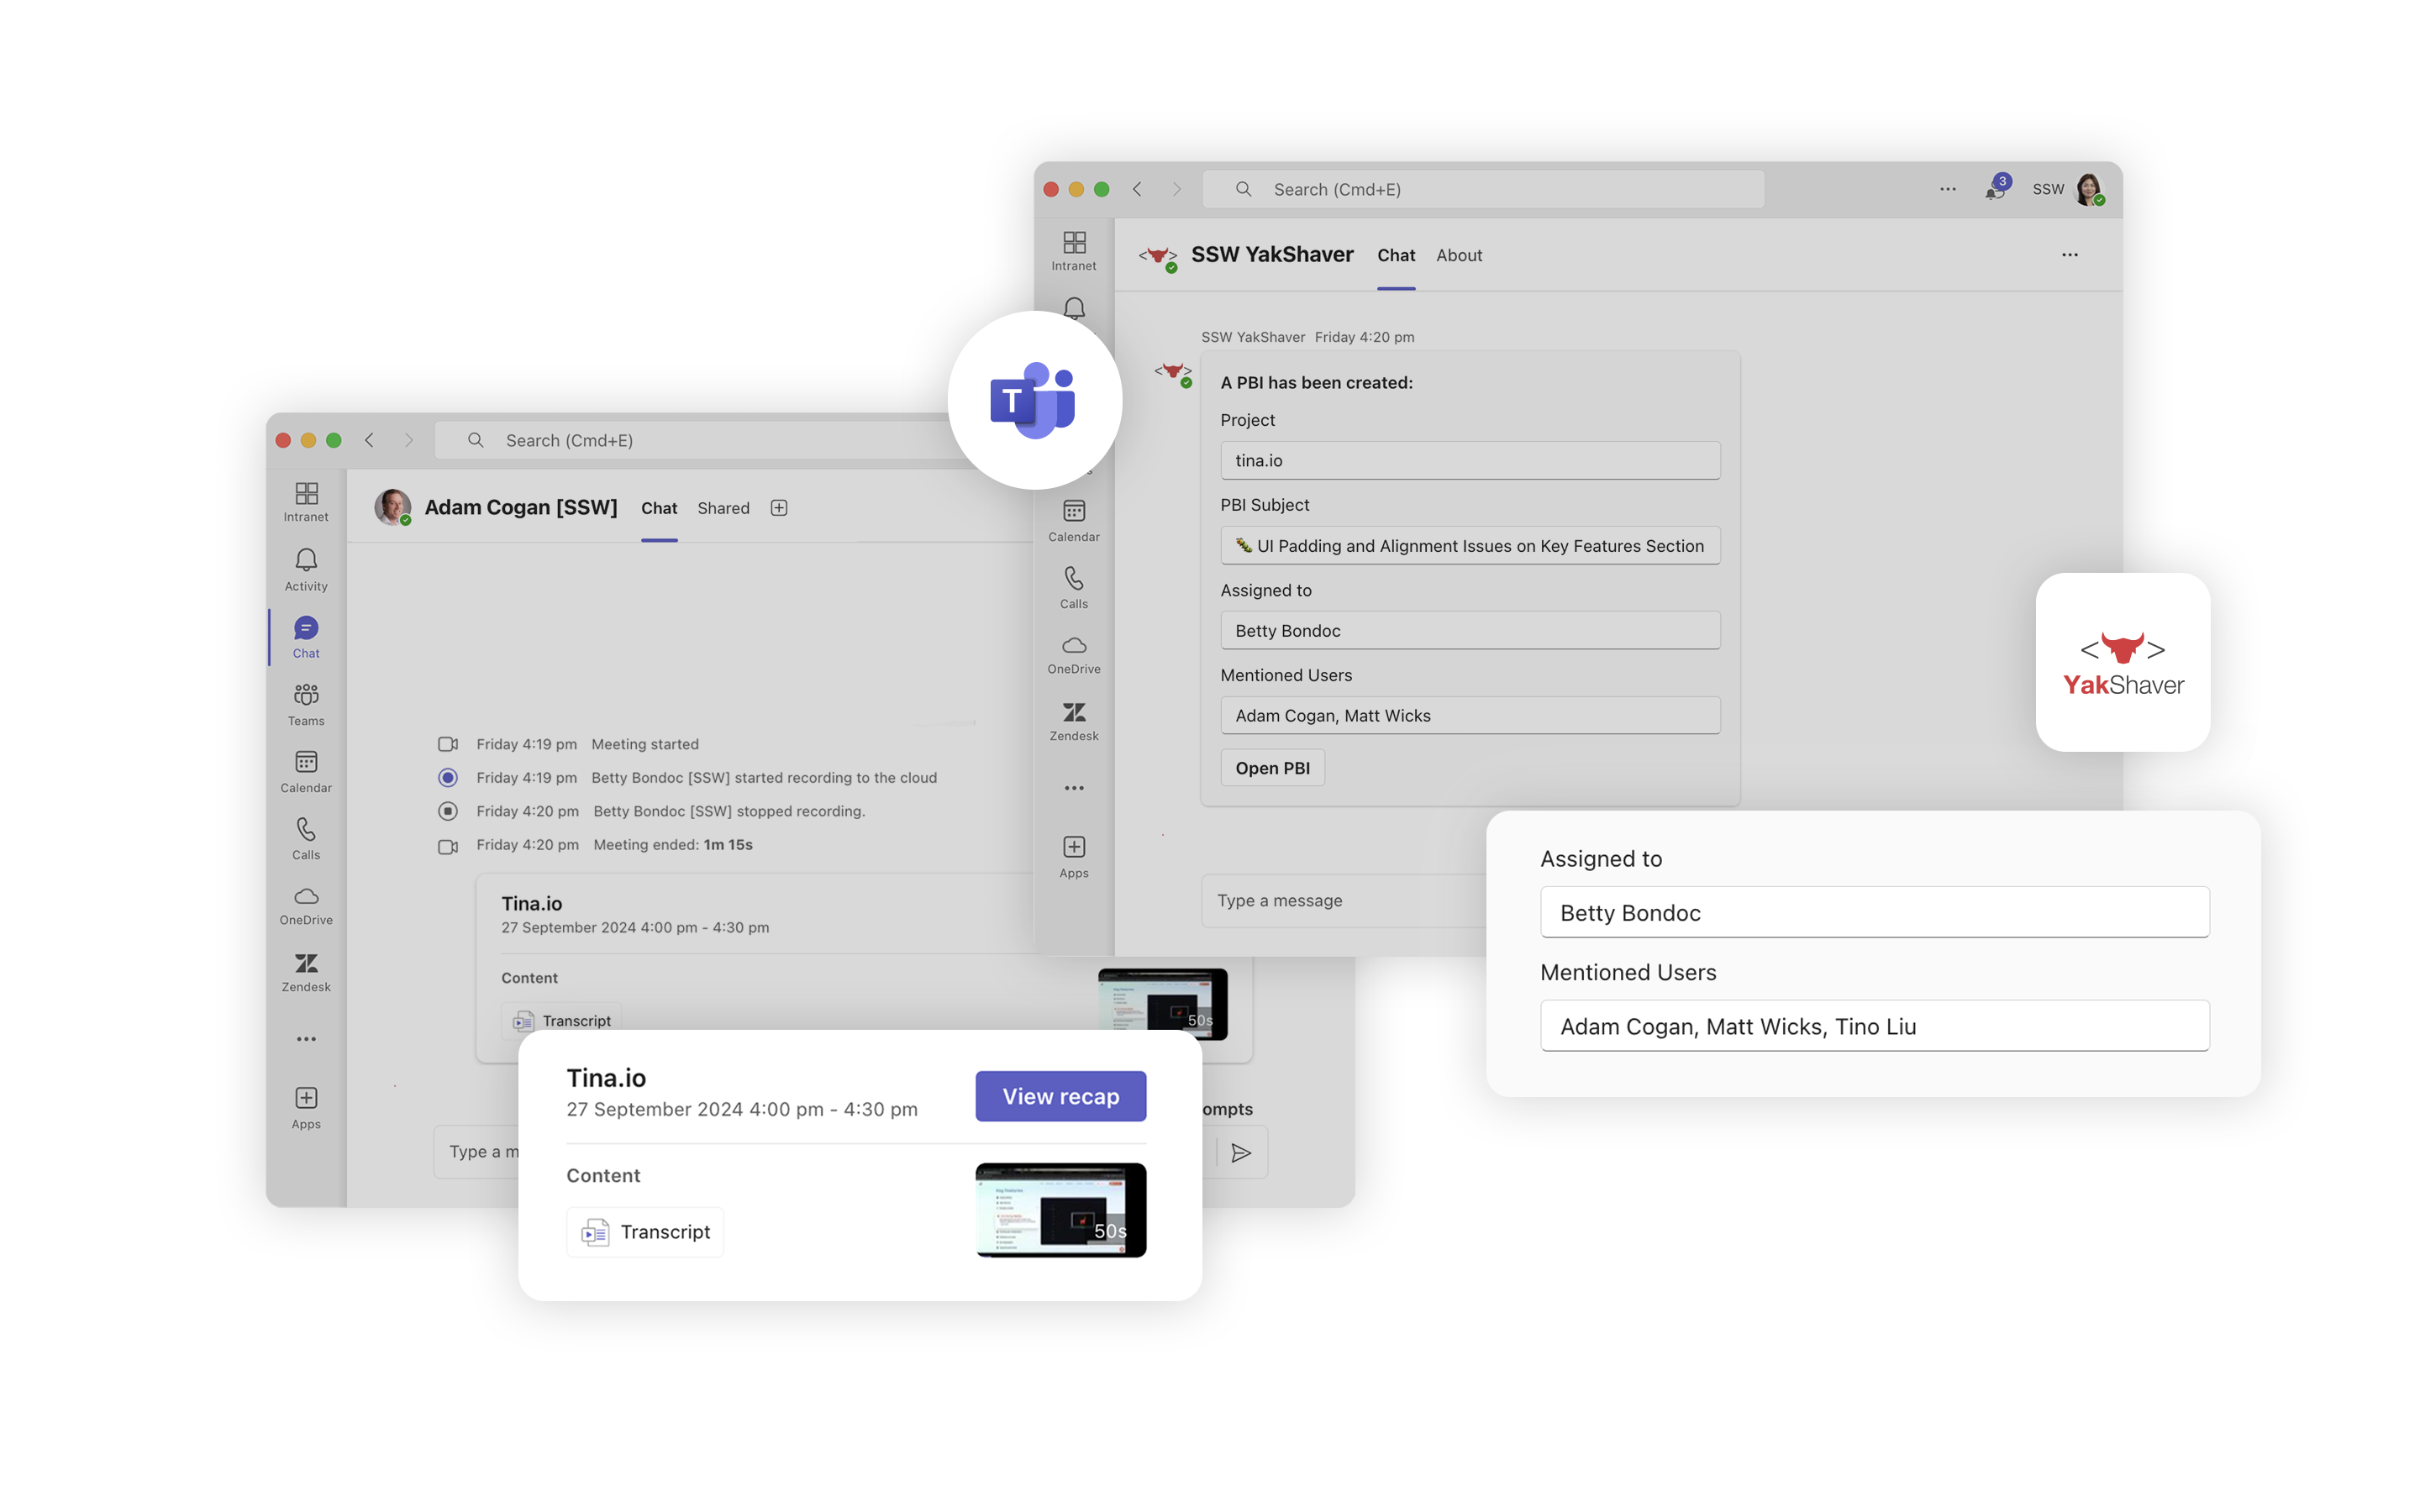 Search (Cmd+E)
3
SSW
Intranet
SSW YakShaver
Chat
About
SSW YakShaver Friday 4:20 pm
A PBI has been created:
Project
tina.io
PBI Subject
UI Padding and Alignment Issues on Key Features Section
Assigned to
Betty Bondoc
Mentioned Users
Adam Cogan, Matt Wicks
Open PBI
Calendar
Calls
OneDrive
Zendesk
Apps
Type a message
T
YakShaver
Assigned to
Betty Bondoc
Mentioned Users
Adam Cogan, Matt Wicks, Tino Liu
Search (Cmd+E)
Intranet
Activity
Chat
Teams
Calendar
Calls
OneDrive
Zendesk
Apps
Adam Cogan [SSW]
Chat
Shared
Friday 4:19 pm Meeting started
Friday 4:19 pm Betty Bondoc [SSW] started recording to the cloud
Friday 4:20 pm Betty Bondoc [SSW] stopped recording.
Friday 4:20 pm Meeting ended: 1m 15s
Tina.io
27 September 2024 4:00 pm - 4:30 pm
Content
Transcript
50s
ompts
Type a m
Tina.io
27 September 2024 4:00 pm - 4:30 pm
View recap
Content
Transcript
50s